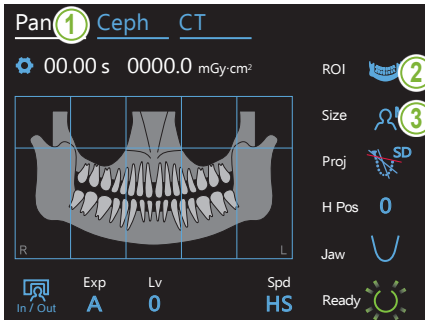 Pan 1 Ceph CT
00.00 s 0000.0 mGy·cm²
ROI 2
Size 3
Proj SD
H Pos 0
R L Jaw
Exp Lv Spd
In / Out A 0 HS
Ready